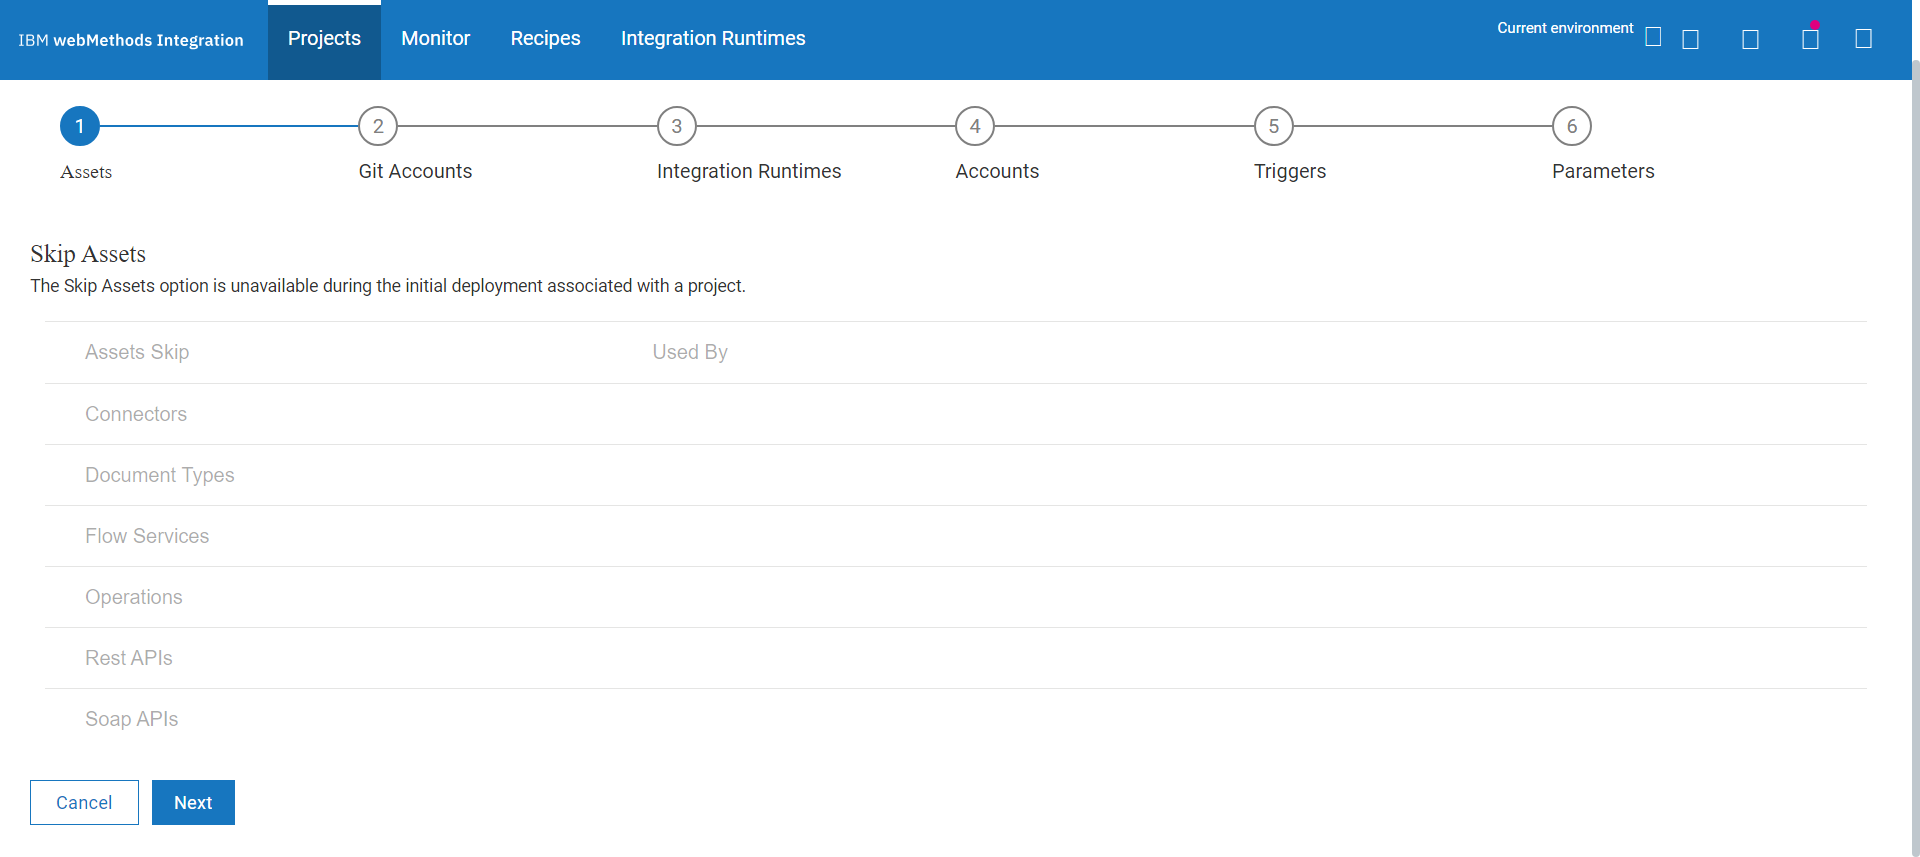 IBM webMethods Integration
Projects
Monitor
Recipes
Integration Runtimes
Current environment
1
2
3
4
5
6
Assets
Git Accounts
Integration Runtimes
Accounts
Triggers
Parameters
Skip Assets
The Skip Assets option is unavailable during the initial deployment associated with a project.
Assets Skip
Used By
Connectors
Document Types
Flow Services
Operations
Rest APIs
Soap APIs
Cancel
Next